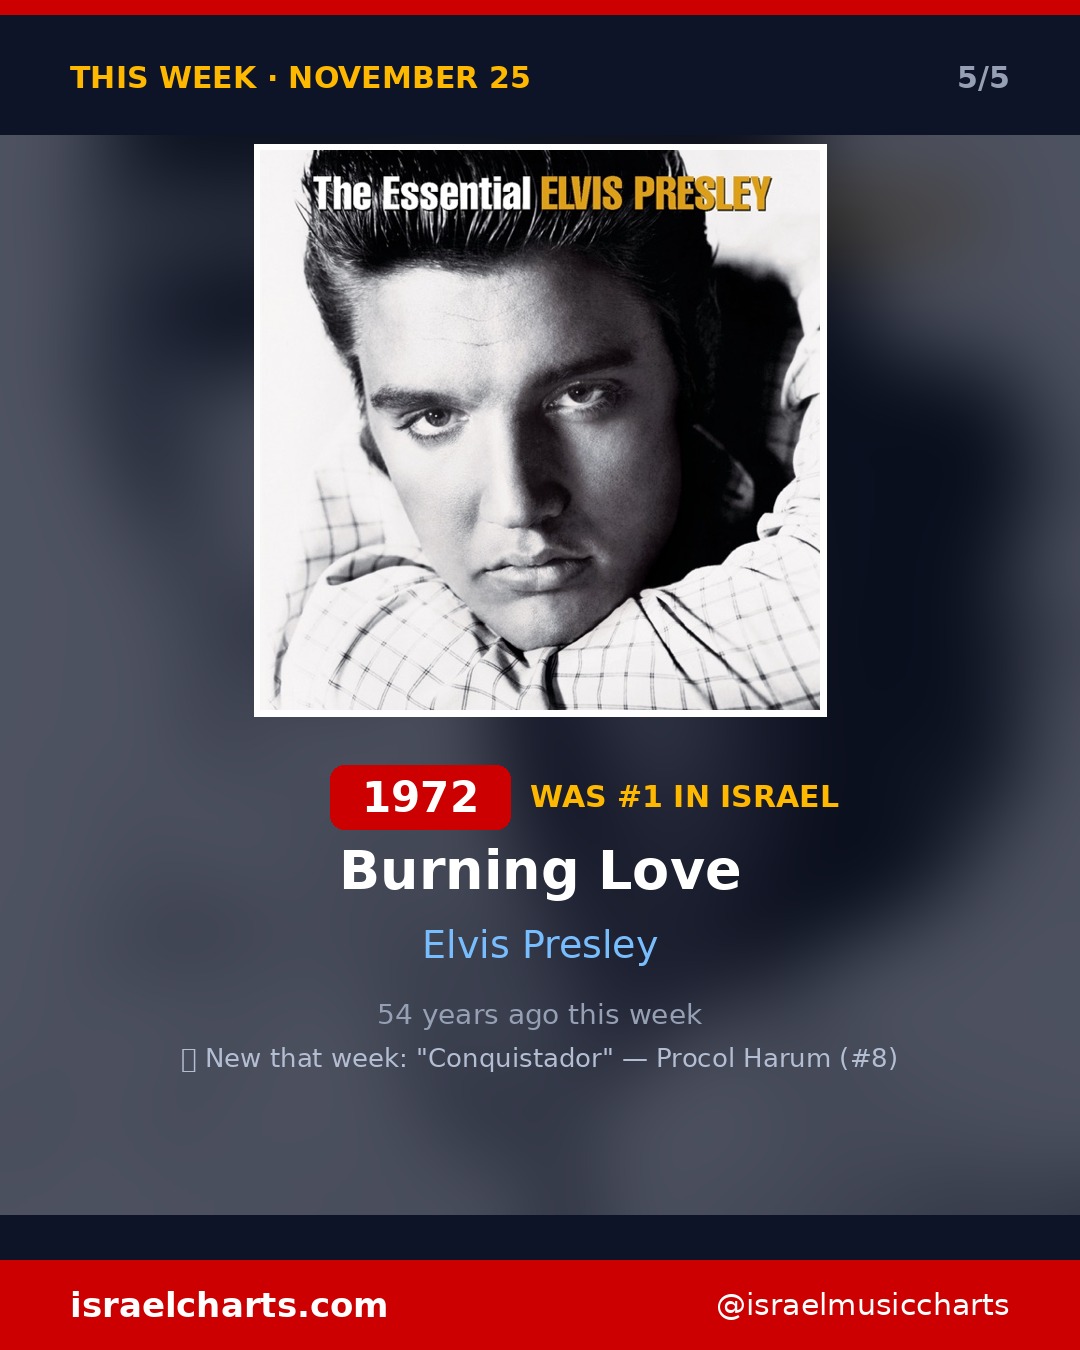 THIS WEEK · NOVEMBER 25
5/5
The Essential ELVIS PRESLEY
1972 WAS #1 IN ISRAEL
Burning Love
Elvis Presley
54 years ago this week
New that week: "Conquistador" — Procol Harum (#8)
israelcharts.com
@israelmusiccharts